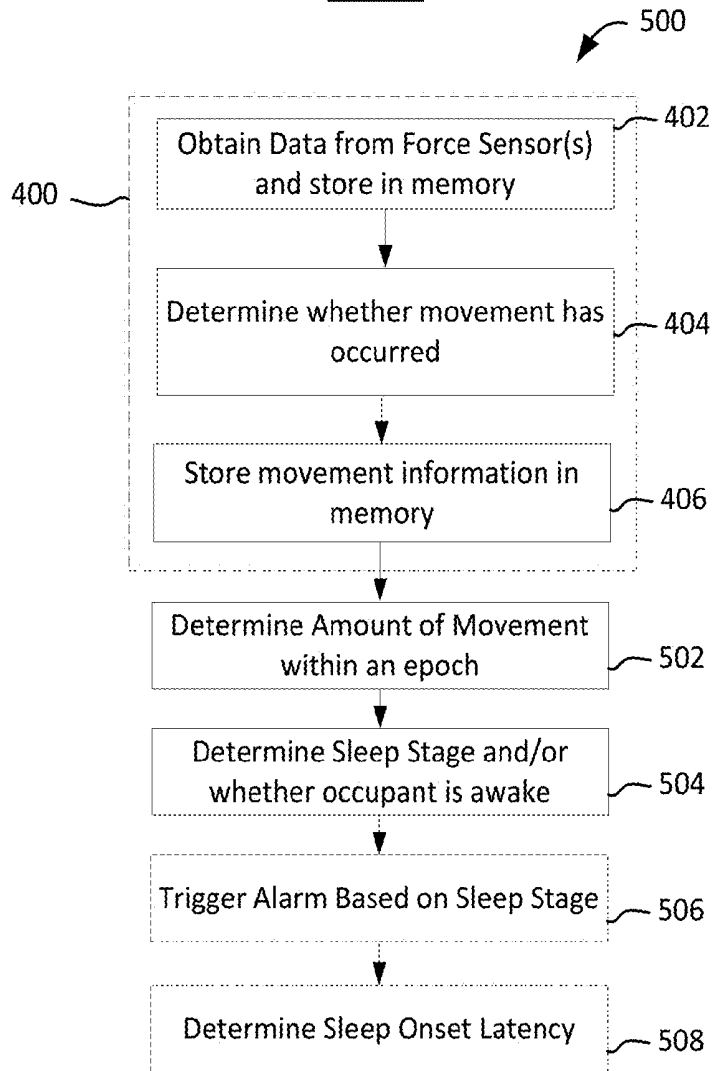 500
402
Obtain Data from Force Sensor(s)
and store in memory
400
Determine whether movement has
occurred
404
Store movement information in
memory
406
Determine Amount of Movement
within an epoch
502
Determine Sleep Stage and/or
whether occupant is awake
504
Trigger Alarm Based on Sleep Stage
506
Determine Sleep Onset Latency
508